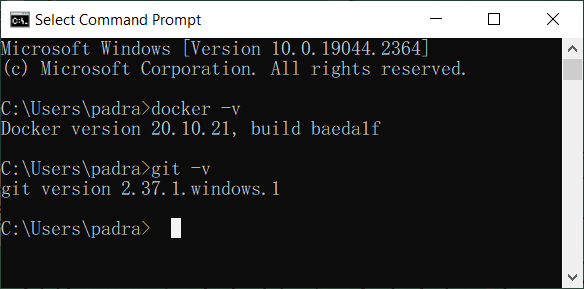 Select Command Prompt
Microsoft Windows [Version 10.0.19044.2364]
(c) Microsoft Corporation. All rights reserved.
C:\Users\padra>docker -v
Docker version 20.10.21, build baeda1f
C:\Users\padra>git -v
git version 2.37.1.windows.1
C:\Users\padra>